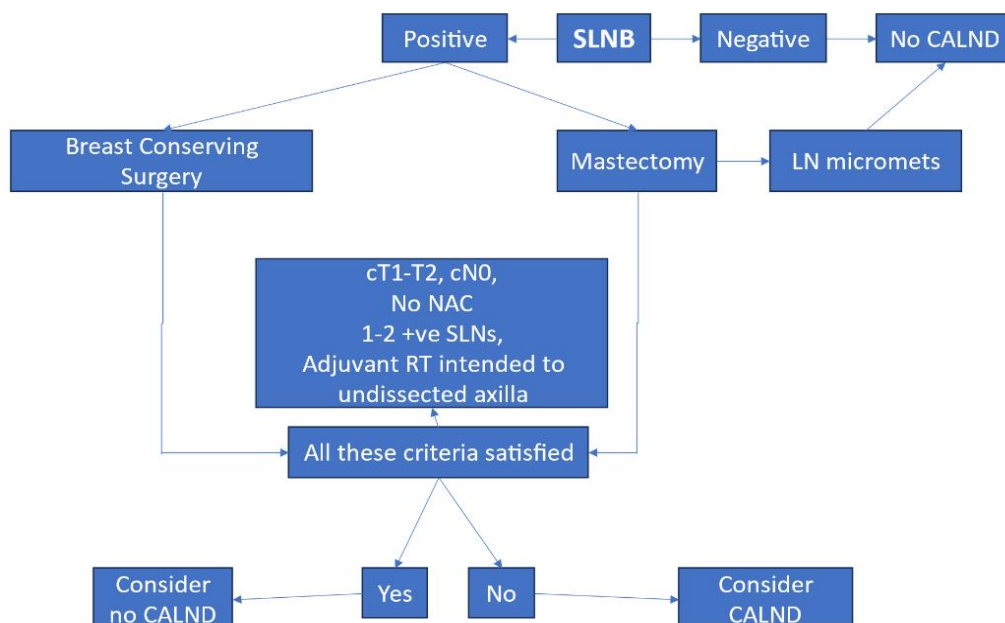 Positive
SLNB
Negative
No CALND
Breast Conserving
Surgery
Mastectomy
LN micromets
cT1-T2, cN0,
No NAC
1-2 +ve SLNs,
Adjuvant RT intended to
undissected axilla
All these criteria satisfied
Consider
no CALND
Yes
No
Consider
CALND